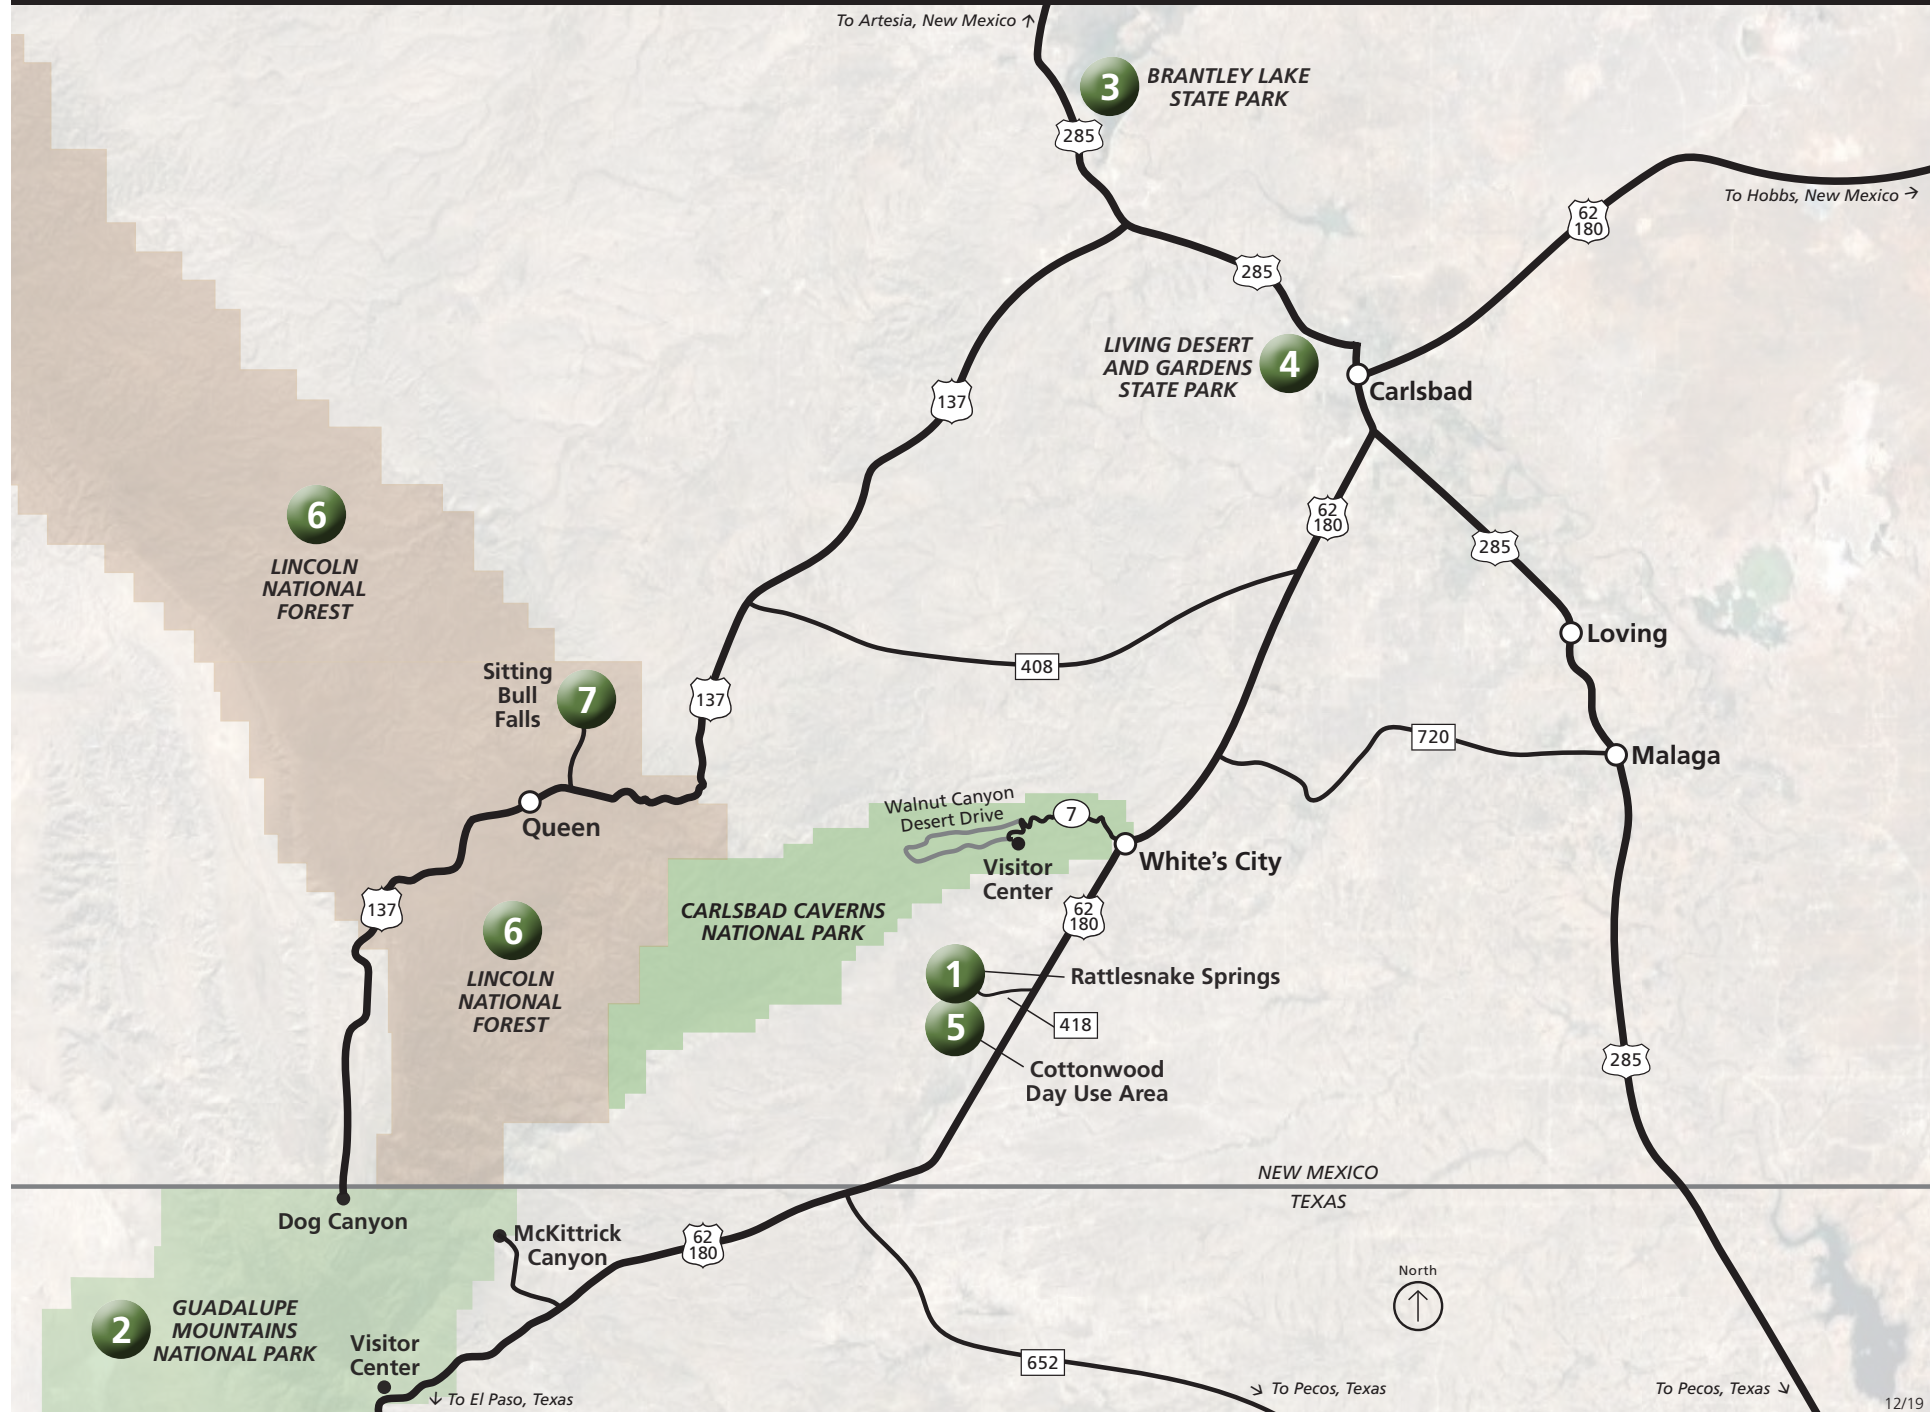 To Artesia, New Mexico ↑
3
BRANTLEY LAKE
STATE PARK
285
To Hobbs, New Mexico →
62
180
285
LIVING DESERT
AND GARDENS
STATE PARK
4
Carlsbad
137
6
LINCOLN
NATIONAL
FOREST
62
180
285
Loving
408
Sitting
Bull
Falls
7
137
720
Malaga
Queen
Walnut Canyon
Desert Drive
7
Visitor
Center
White's City
137
6
LINCOLN
NATIONAL
FOREST
CARLSBAD CAVERNS
NATIONAL PARK
62
180
1
Rattlesnake Springs
5
418
Cottonwood
Day Use Area
285
NEW MEXICO
TEXAS
Dog Canyon
McKittrick
Canyon
62
180
North
2
GUADALUPE
MOUNTAINS
NATIONAL PARK
Visitor
Center
652
↓ To El Paso, Texas
↘ To Pecos, Texas
To Pecos, Texas ↘
12/19